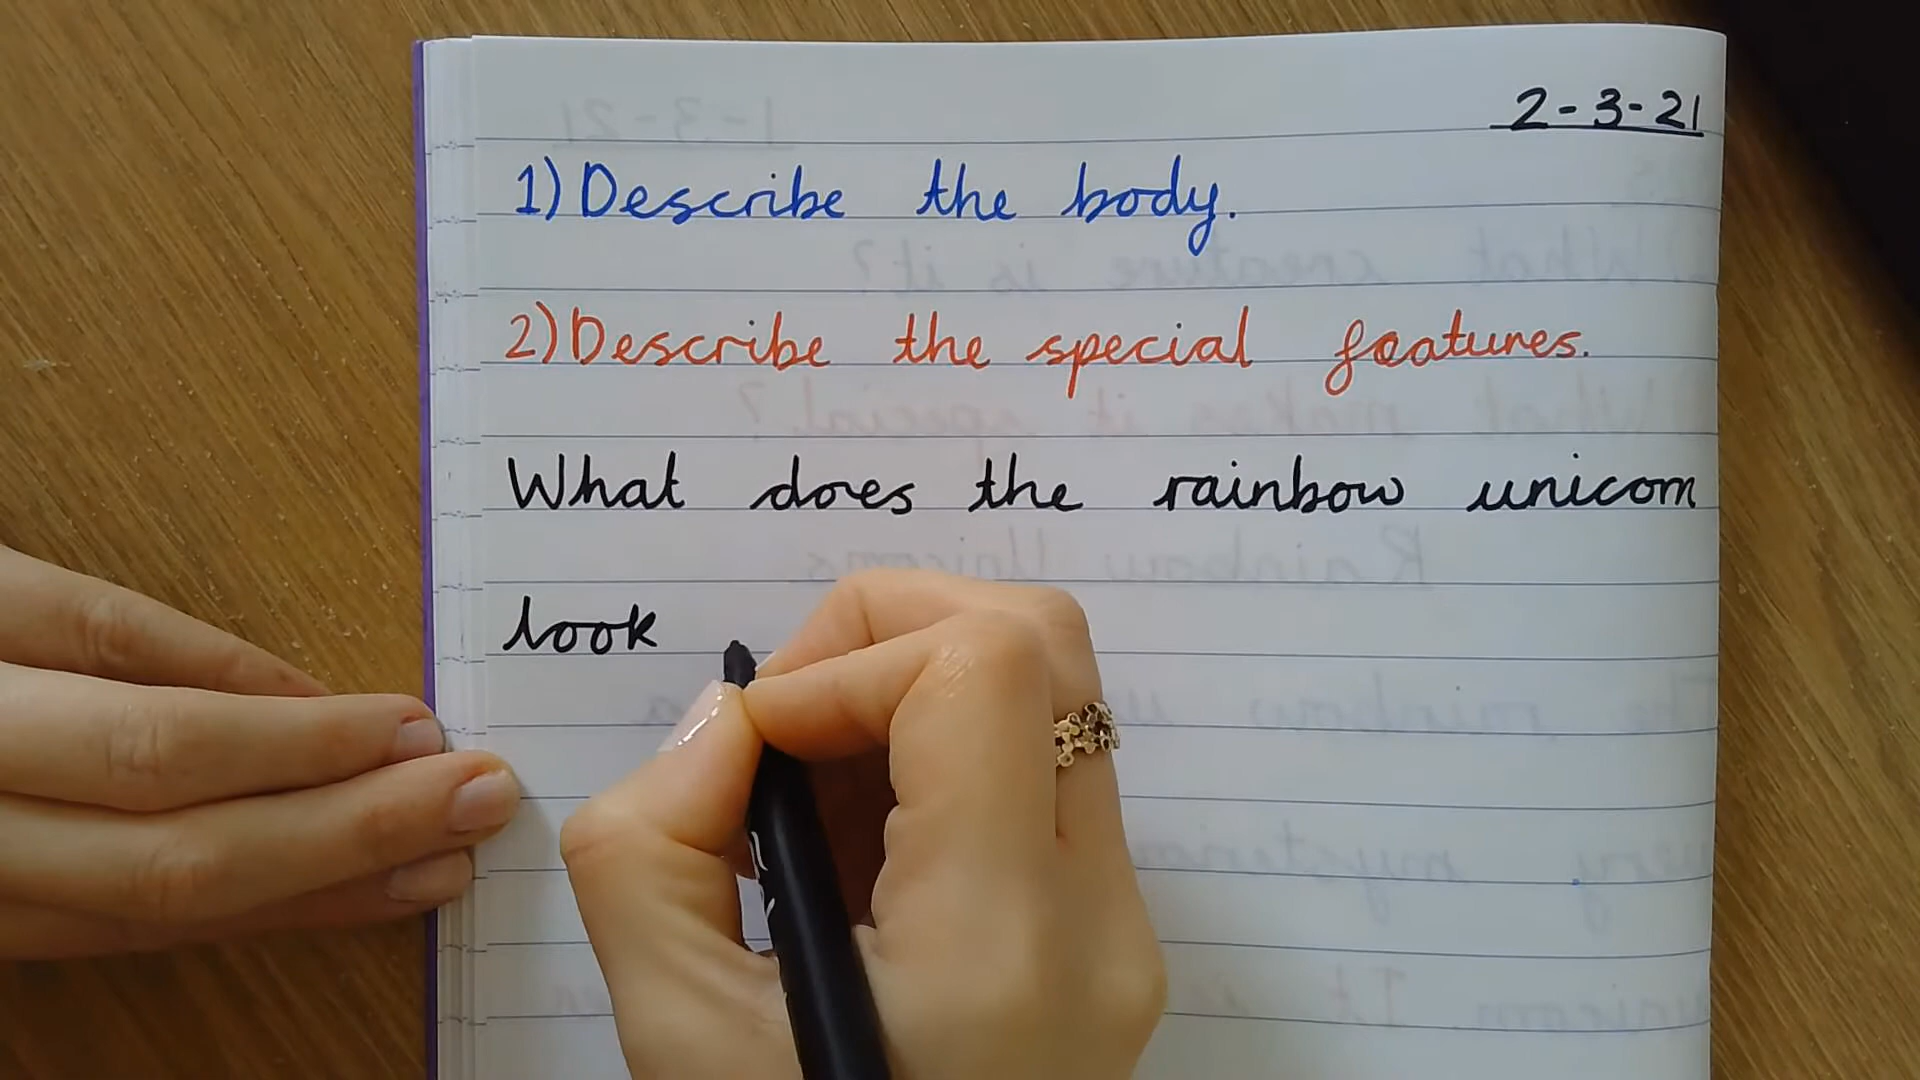 2-3-21
1) Describe the body.
2) Describe the special features.
What does the rainbow unicorn
look